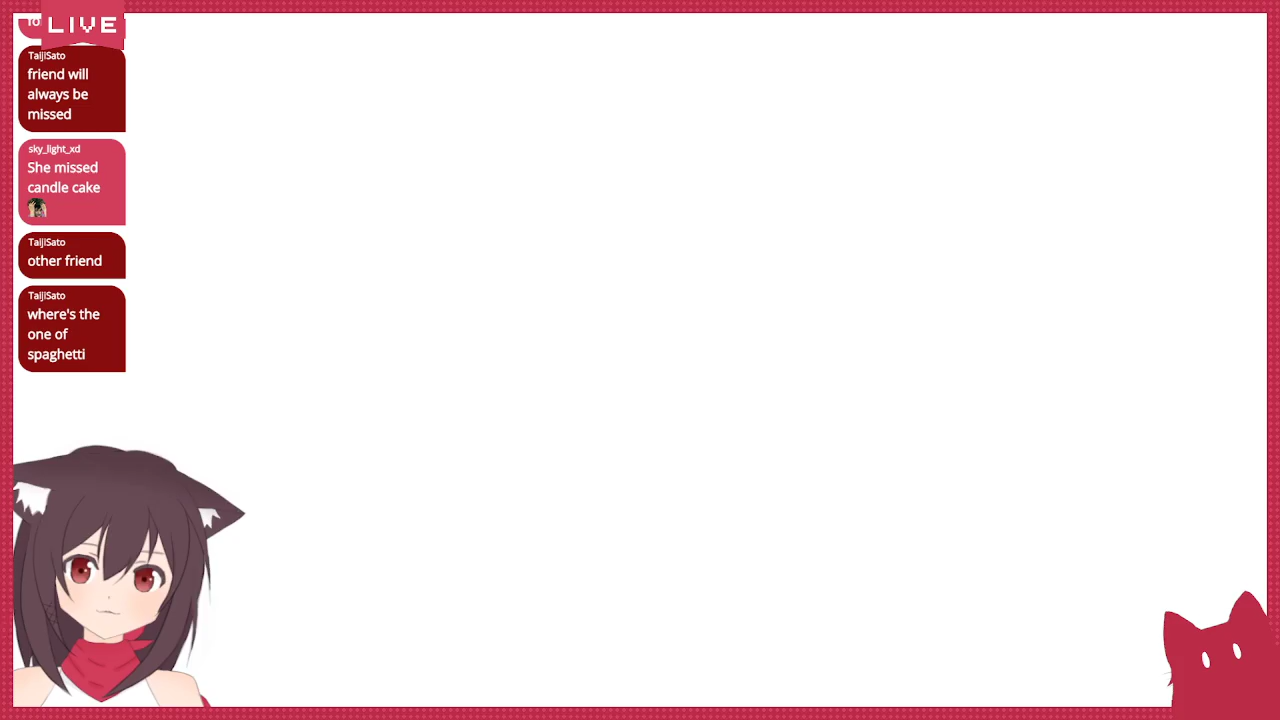 LIVE
TaijiSato
friend will
always be
missed
sky_light_xd
She missed
candle cake
TaijiSato
other friend
TaijiSato
where's the
one of
spaghetti